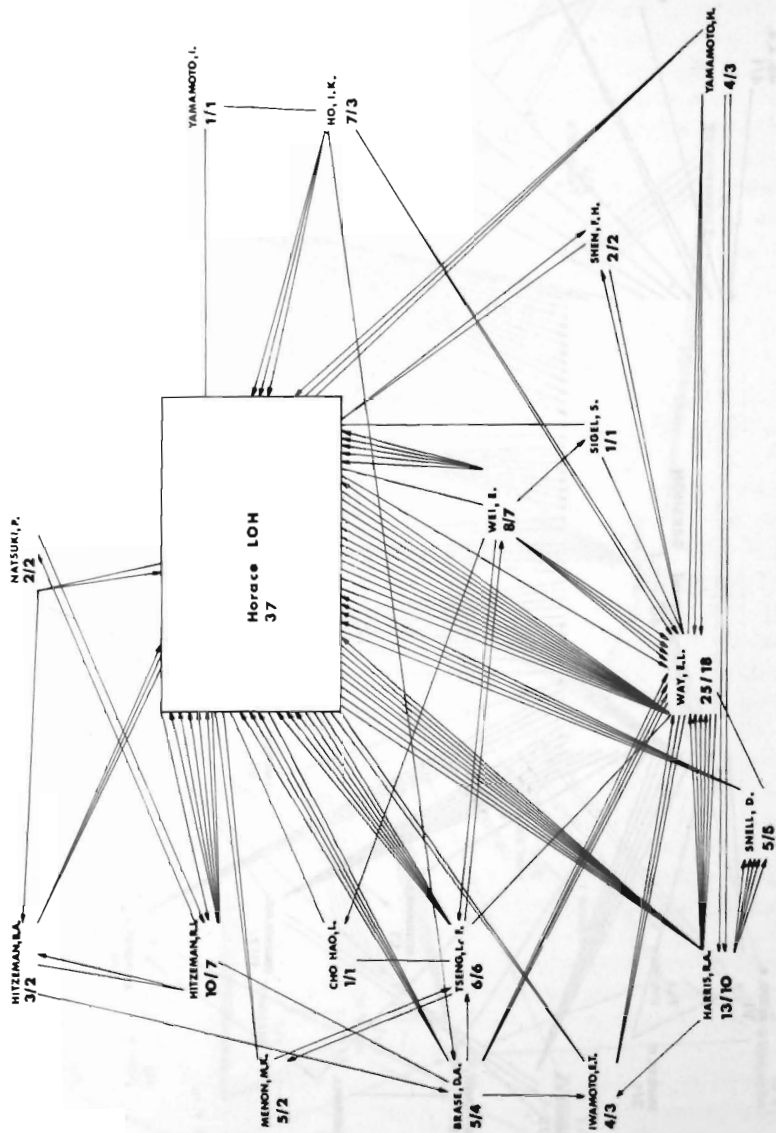 HITZEMAN, B.A.
3/2
NATSUKI, P.
2/2
HITZEMAN, R.J.
10/7
YAMAMOTO, I.
1/1
MENON, M.K.
5/2
Horace LOH
37
CHO HAO, L.
1/1
HO, I.K.
7/3
BRASE, D.A.
5/4
TSENG, L. F.
6/6
WEI, E.
8/7
IWAMOTO, E.T.
4/3
SIGEL, S.
1/1
SHEN, F.H.
2/2
WAY, E.L.
25/18
HARRIS, R.A.
13/10
YAMAMOTO, H.
4/3
SNELL, D.
5/5